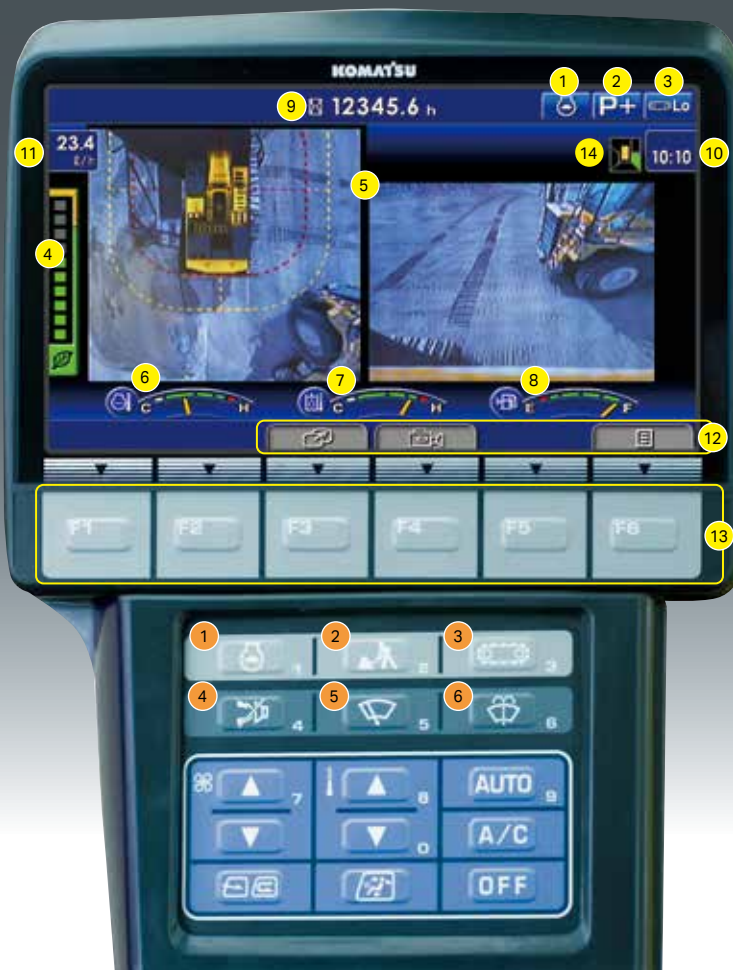 KOMATSU
1 2 3
9 12345.6 h P+ Lo
11 23.4 14 10:10 10
ℓ/h
5
4
6 7 8
C H C H E F
12
F1 F2 F3 F4 F5 F6
13
1 1 2 2 3 3
4 4 5 5 6 6
7 8 AUTO 9
0 A/C
OFF